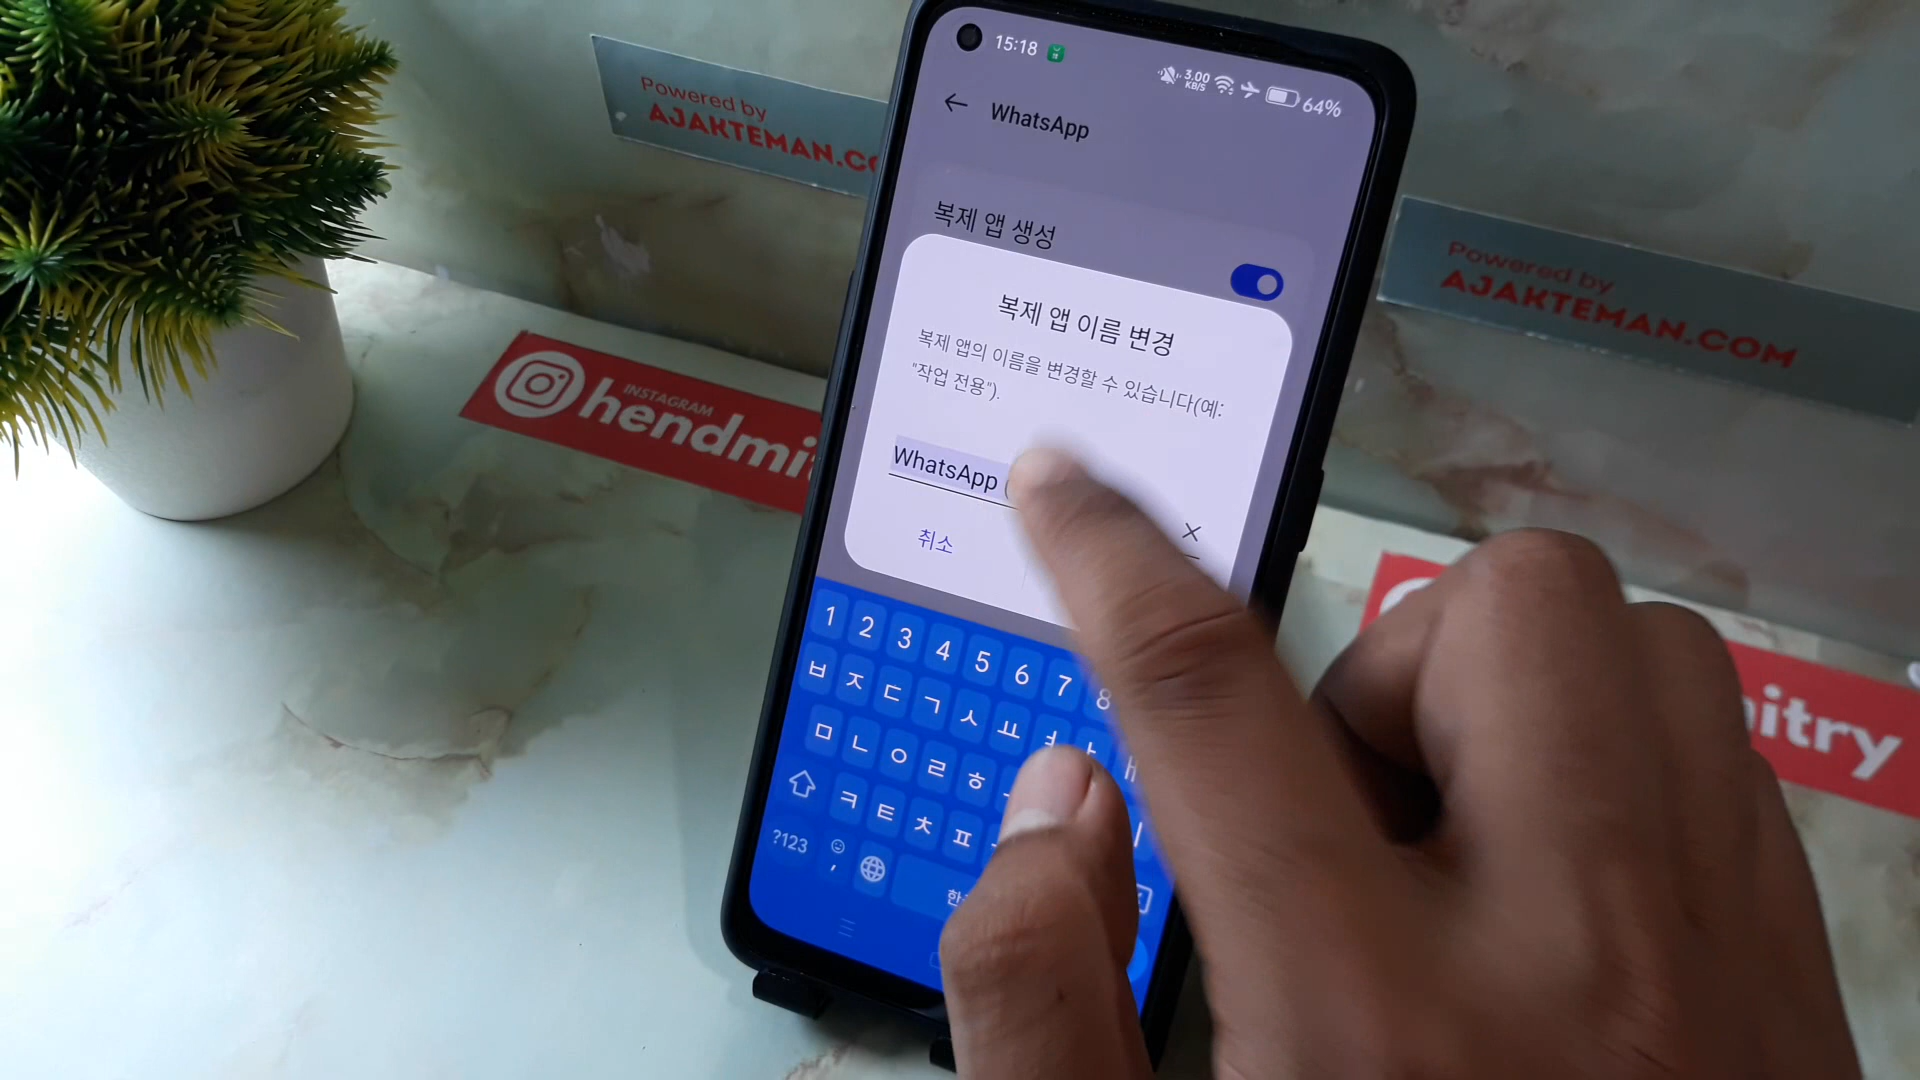 Powered by
AJAKTEMAN.CO
INSTAGRAM
hendmit
15:18
3.00
KB/S
64%
WhatsApp
복제 앱 생성
복제 앱 이름 변경
복제 앱의 이름을 변경할 수 있습니다(예:
"작업 전용").
WhatsApp (
취소
1 2 3 4 5 6 7 8
ㅂ ㅈ ㄷ ㄱ ㅅ ㅛ ㅕ ㅑ ㅐ
ㅁ ㄴ ㅇ ㄹ ㅎ
ㅋ ㅌ ㅊ ㅍ
?123 ,
Powered by
AJAKTEMAN.COM
itry